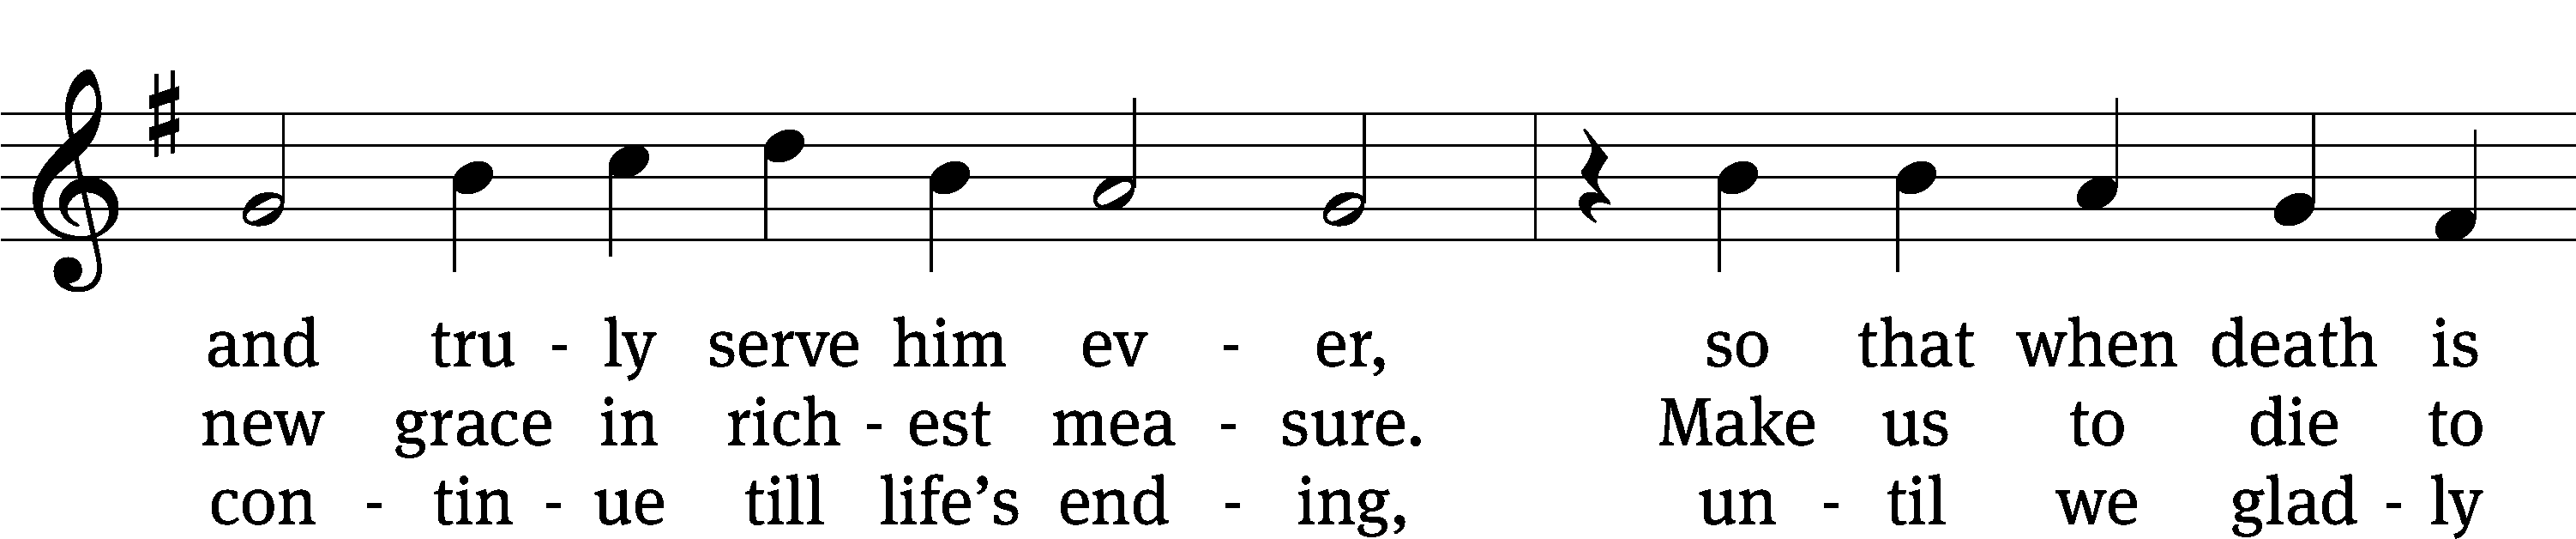 and tru - ly serve him ev - er, so that when death is
new grace in rich - est mea - sure. Make us to die to
con - tin - ue till life’s end - ing, un - til we glad - ly